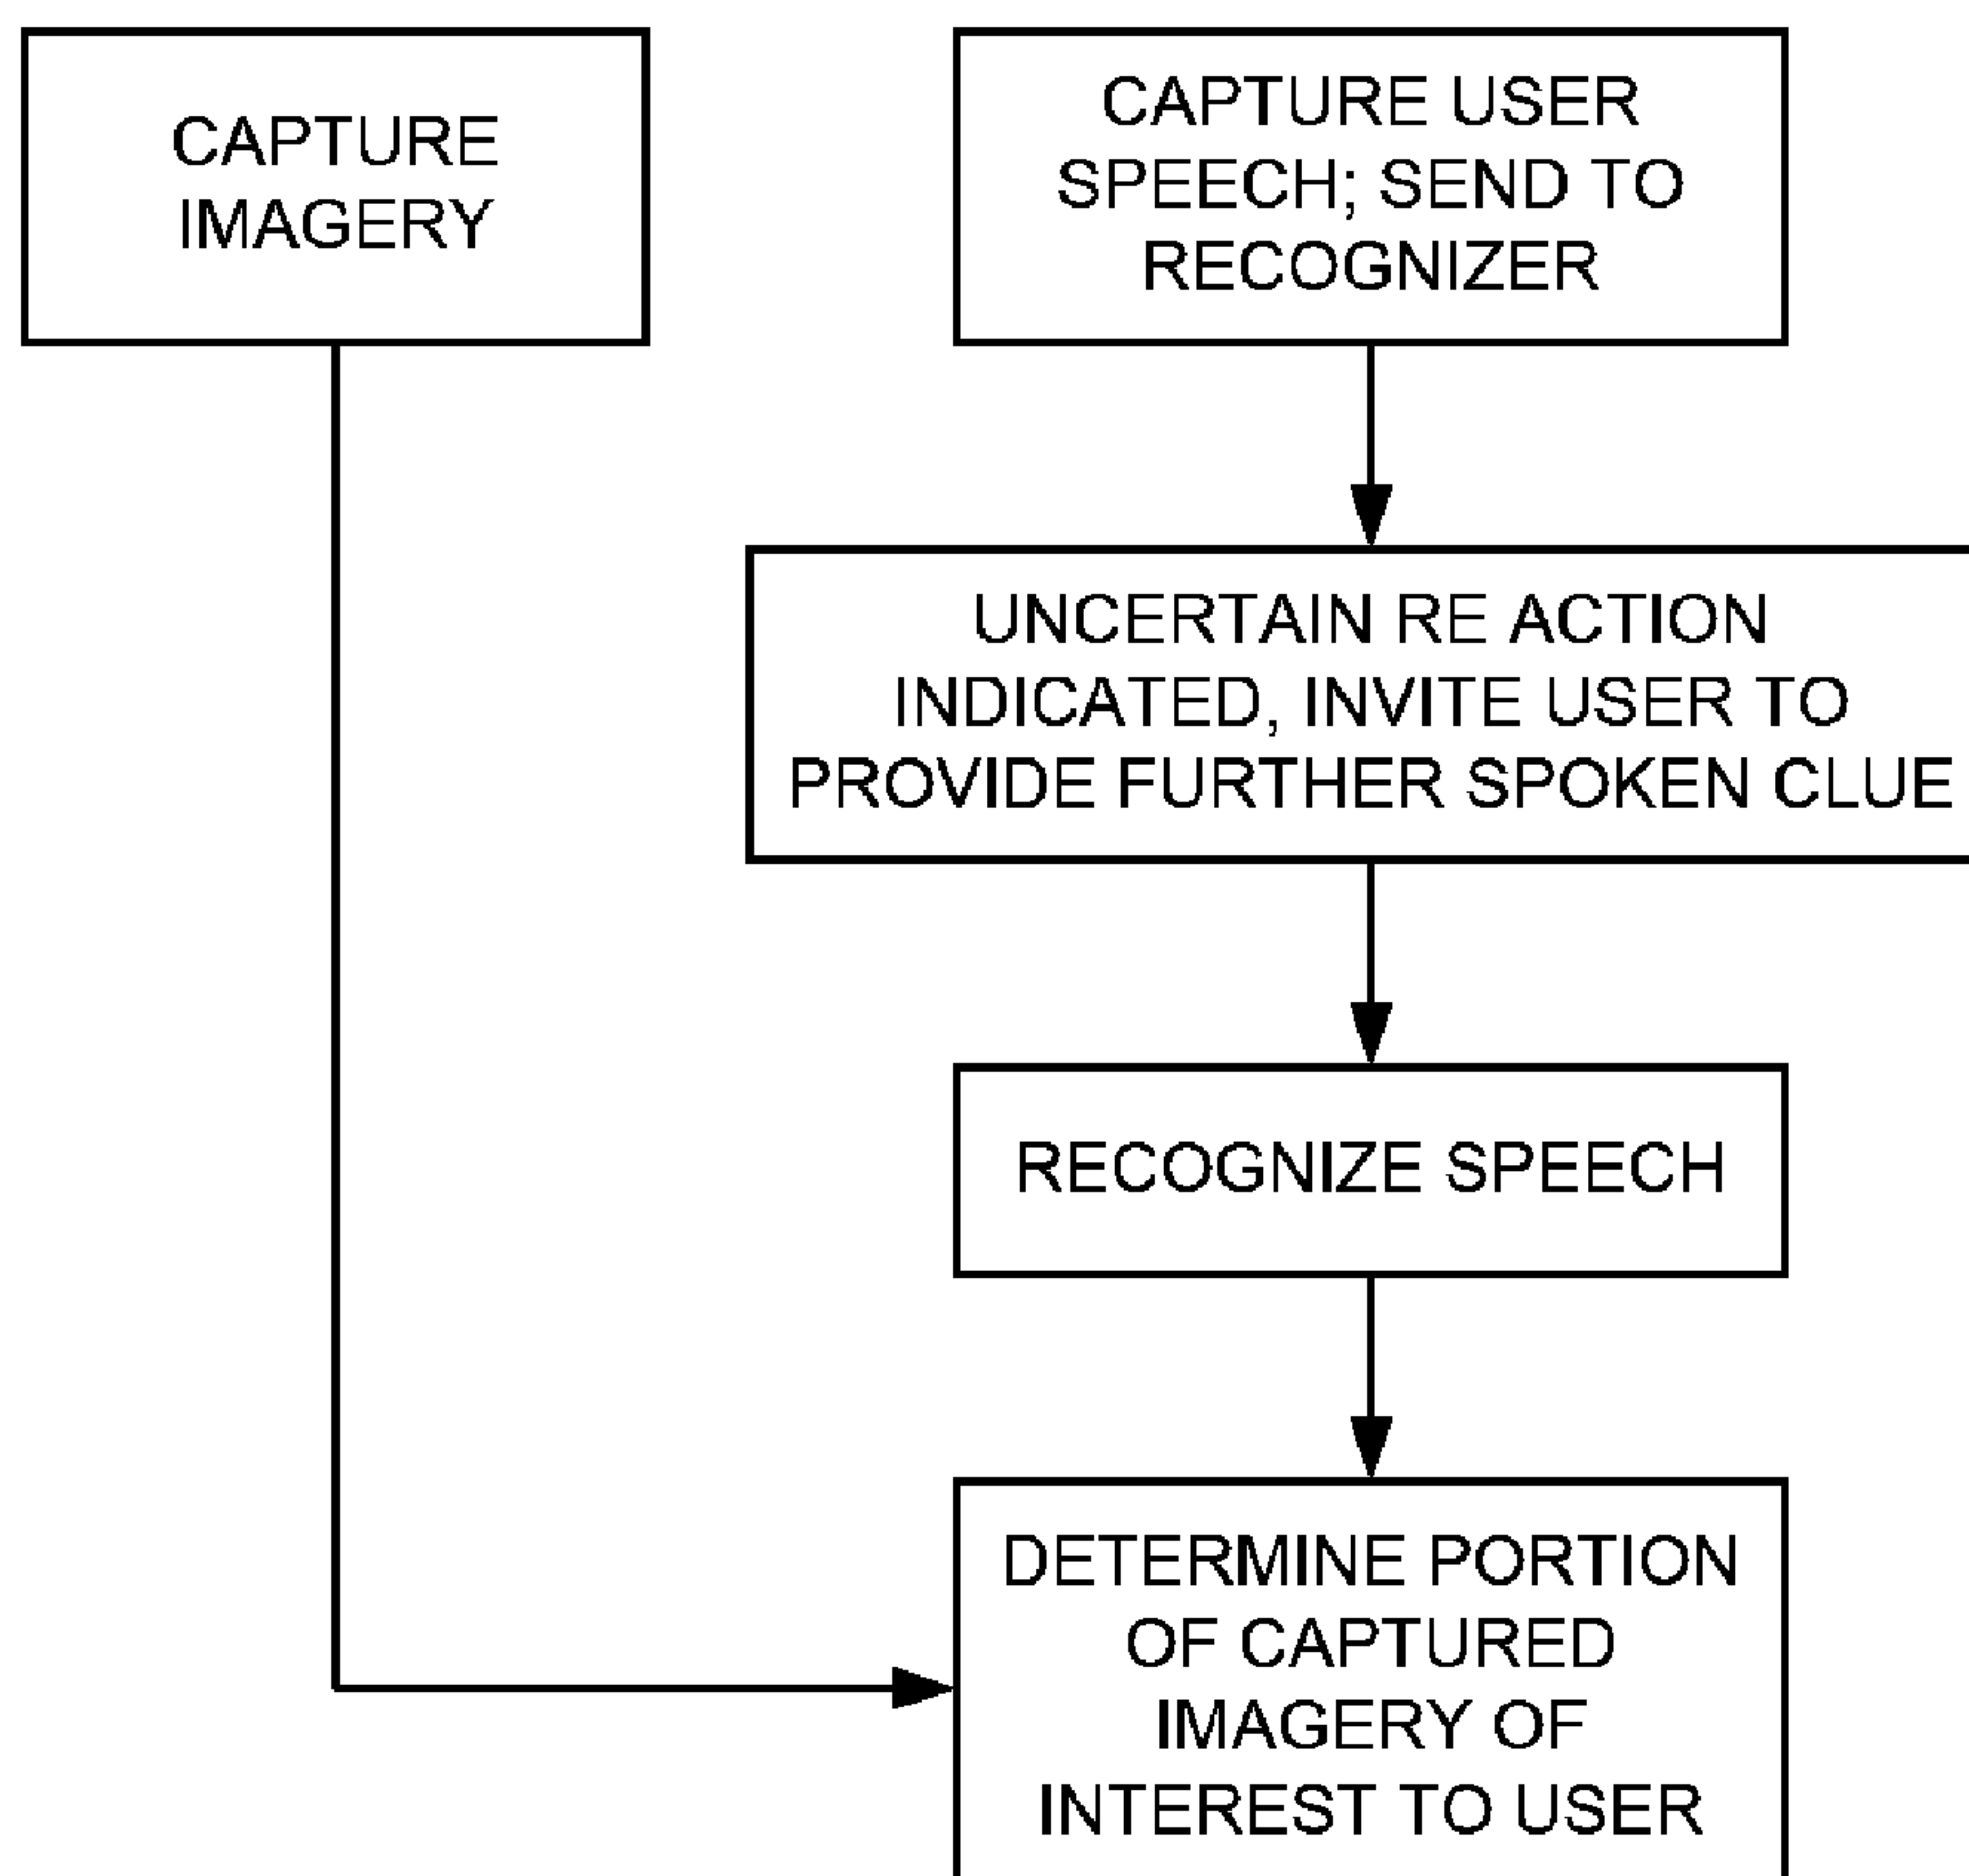 CAPTURE
IMAGERY
CAPTURE USER
SPEECH; SEND TO
RECOGNIZER
UNCERTAIN RE ACTION
INDICATED, INVITE USER TO
PROVIDE FURTHER SPOKEN CLUE
RECOGNIZE SPEECH
DETERMINE PORTION
OF CAPTURED
IMAGERY OF
INTEREST TO USER